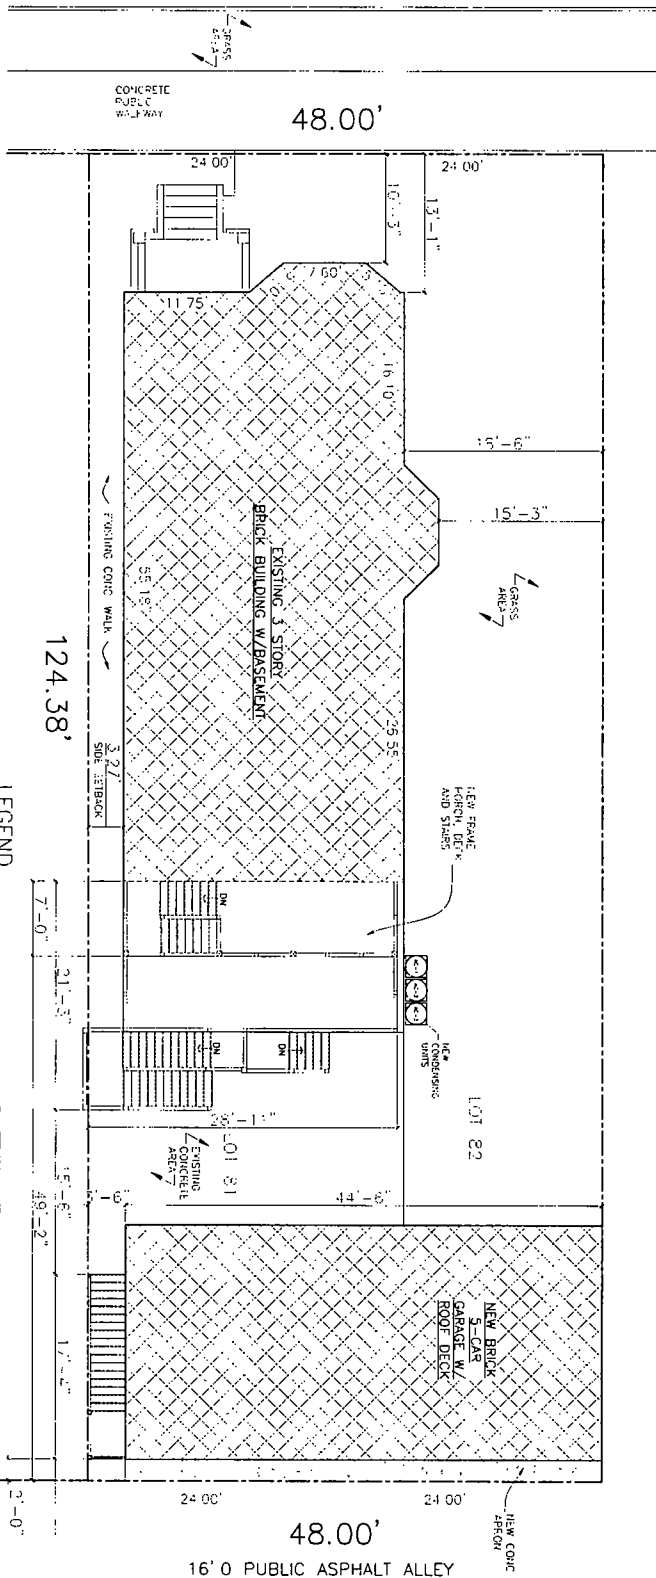 GRASS
AREA
CONCRETE
PUBLIC
WALKWAY
48.00'
24 00'
24 00'
10'-3"
13'-1"
7.60'
11.75
16.10'
15'-6"
15'-3"
EXISTING CONC WALK
55.18'
EXISTING 3 STORY
BRICK BUILDING W/BASEMENT
GRASS
AREA
124.38'
3.27'
SIDE SETBACK
26.55
NEW FRAME
PORCH, DECK
AND STAIRS
LEGEND
7'-0"
21'-3"
DN
DN
DN
NEW
CONDENSING
UNITS
LOT 82
28'-11"
LOT 81
EXISTING
CONCRETE
AREA
44'-6"
49'-2"
NEW BRICK
5-CAR
GARAGE W/
ROOF DECK
2'-0"
24 00'
24 00'
NEW CONC
APRON
48.00'
16' 0 PUBLIC ASPHALT ALLEY